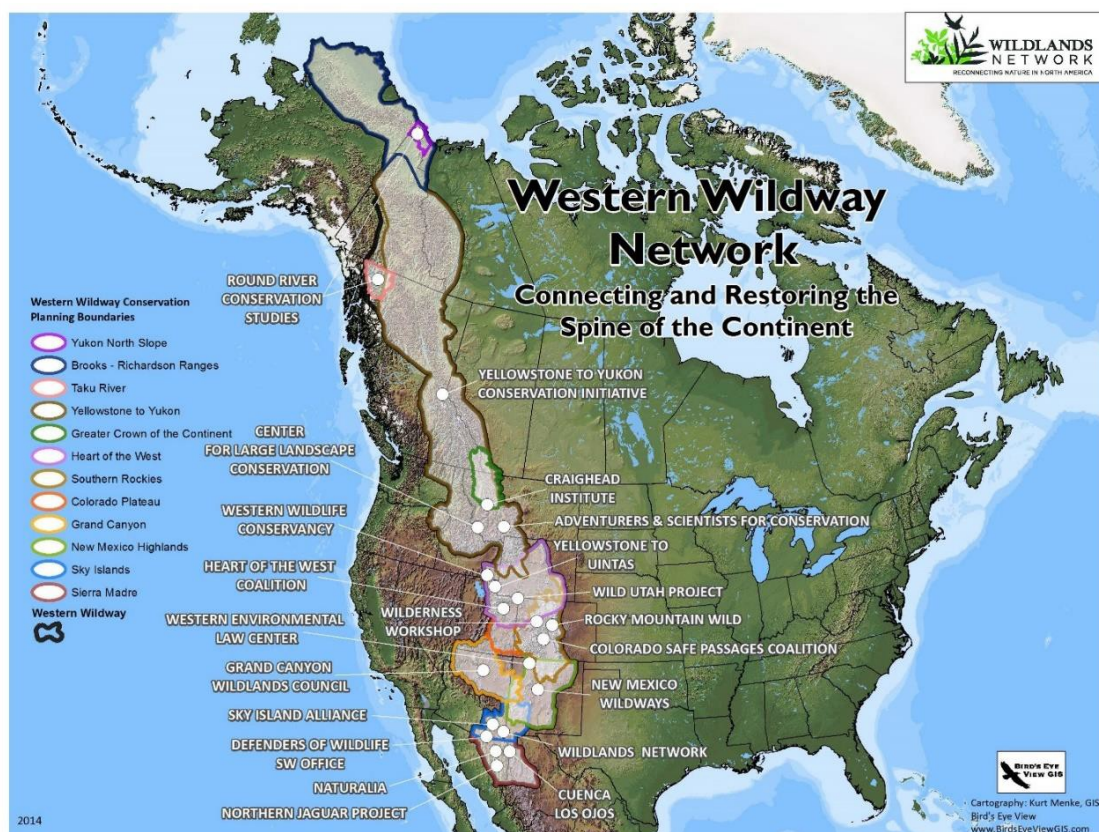 WILDLANDS
NETWORK
RECONNECTING NATURE IN NORTH AMERICA
Western Wildway
Network
Connecting and Restoring the
Spine of the Continent
ROUND RIVER
CONSERVATION
STUDIES
Western Wildway Conservation
Planning Boundaries
Yukon North Slope
Brooks - Richardson Ranges
Taku River
Yellowstone to Yukon
Greater Crown of the Continent
Heart of the West
Southern Rockies
Colorado Plateau
Grand Canyon
New Mexico Highlands
Sky Islands
Sierra Madre
Western Wildway
YELLOWSTONE TO YUKON
CONSERVATION INITIATIVE
CENTER
FOR LARGE LANDSCAPE
CONSERVATION
CRAIGHEAD
INSTITUTE
WESTERN WILDLIFE
CONSERVANCY
ADVENTURERS & SCIENTISTS FOR CONSERVATION
YELLOWSTONE TO
UINTAS
HEART OF THE WEST
COALITION
WILD UTAH PROJECT
WILDERNESS
WORKSHOP
ROCKY MOUNTAIN WILD
WESTERN ENVIRONMENTAL
LAW CENTER
COLORADO SAFE PASSAGES COALITION
GRAND CANYON
WILDLANDS COUNCIL
NEW MEXICO
WILDWAYS
SKY ISLAND ALLIANCE
DEFENDERS OF WILDLIFE
SW OFFICE
WILDLANDS NETWORK
NATURALIA
NORTHERN JAGUAR PROJECT
CUENCA
LOS OJOS
BIRD'S EYE
VIEW GIS
Cartography: Kurt Menke, GIS
Bird's Eye View
www.BirdsEyeViewGIS.com
2014